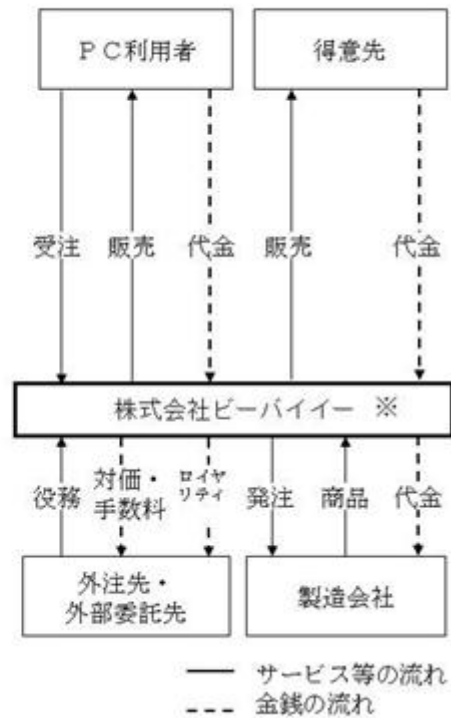 ＰＣ利用者
得意先
受注
販売
代金
販売
代金
株式会社ビーバイイー ※
役務
対価・
手数料
ロイヤ
リティ
発注
商品
代金
外注先・
外部委託先
製造会社
サービス等の流れ
金銭の流れ